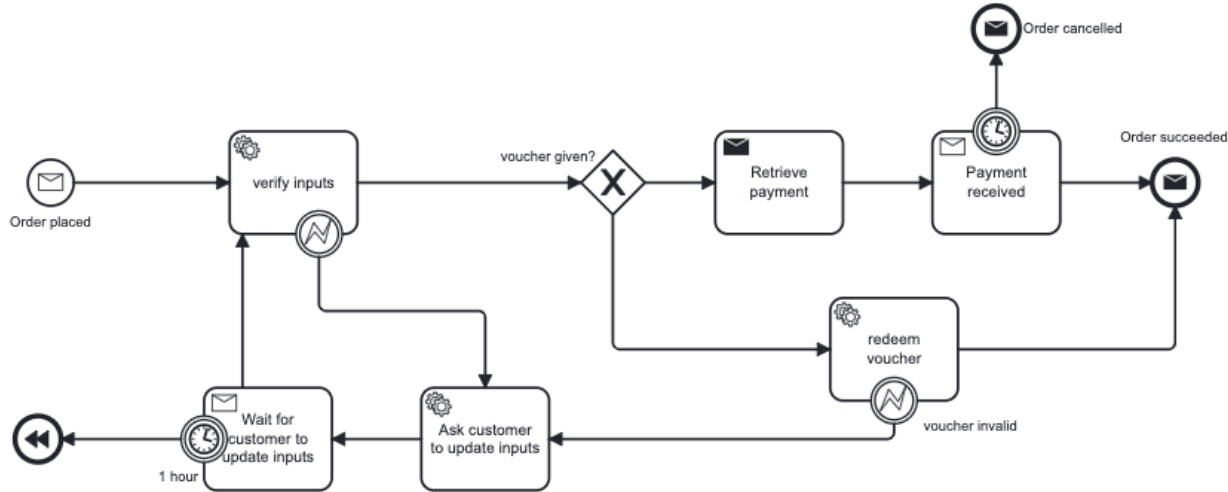 Order cancelled
Order succeeded
voucher given?
verify inputs
Retrieve
payment
Payment
received
Order placed
redeem
voucher
voucher invalid
Wait for
customer to
update inputs
Ask customer
to update inputs
1 hour